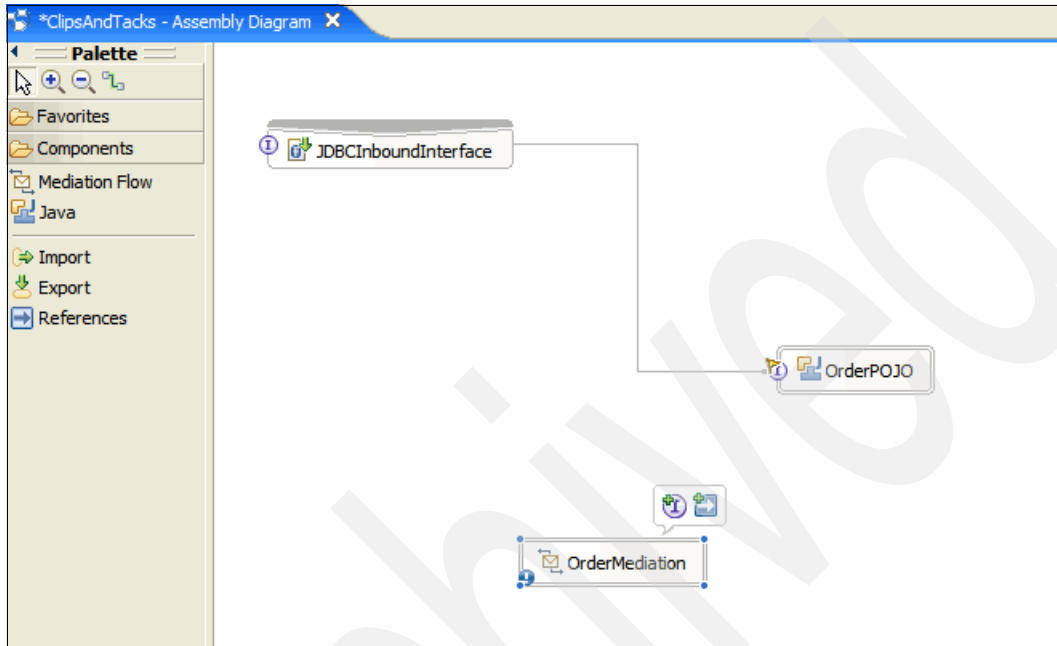 *ClipsAndTacks - Assembly Diagram
Palette
Favorites
Components
Mediation Flow
Java
Import
Export
References
JDBCInboundInterface
OrderPOJO
OrderMediation